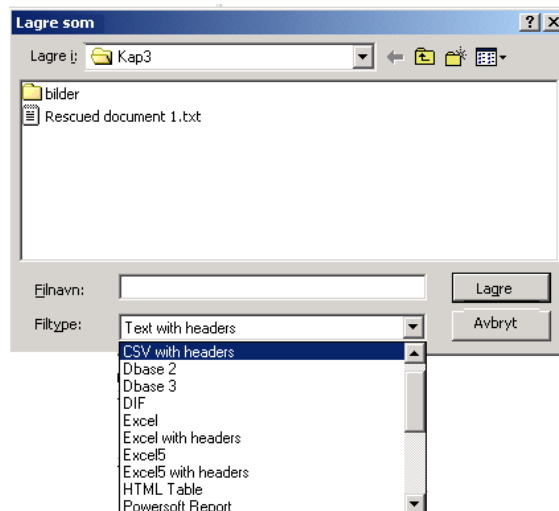 Lagre som
Lagre i: Kap3
bilder
Rescued document 1.txt
Filnavn:
Lagre
Filtype: Text with headers
Avbryt
CSV with headers
Dbase 2
Dbase 3
DIF
Excel
Excel with headers
Excel5
Excel5 with headers
HTML Table
Powersoft Report